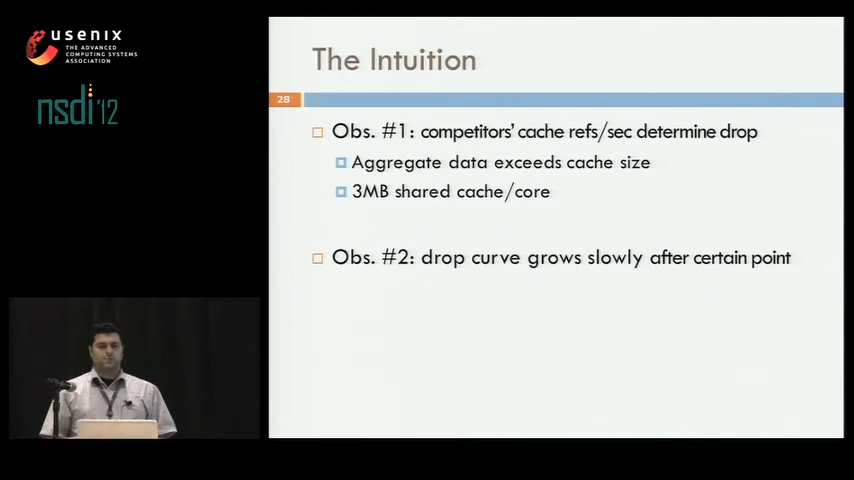 usenix
THE ADVANCED
COMPUTING SYSTEMS
ASSOCIATION
nsdi '12
The Intuition
28
Obs. #1: competitors' cache refs/sec determine drop
Aggregate data exceeds cache size
3MB shared cache/core
Obs. #2: drop curve grows slowly after certain point